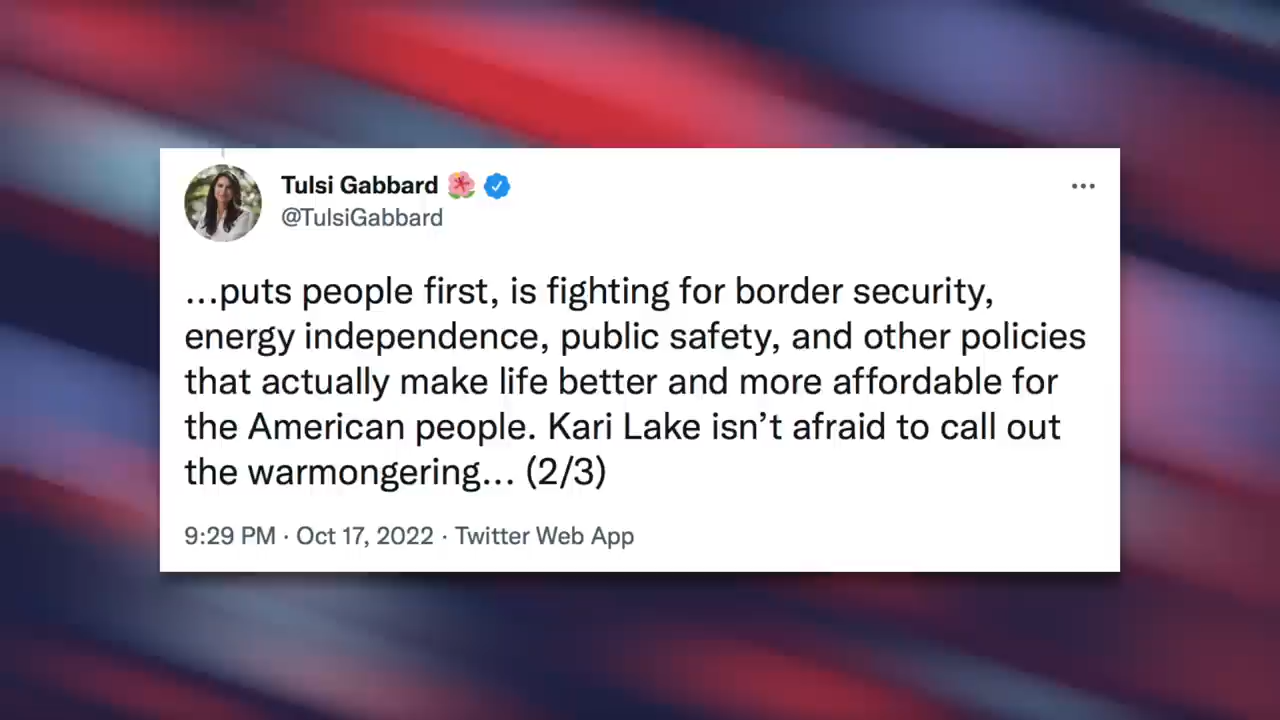 Tulsi Gabbard 🌺
@TulsiGabbard
...puts people first, is fighting for border security,
energy independence, public safety, and other policies
that actually make life better and more affordable for
the American people. Kari Lake isn’t afraid to call out
the warmongering... (2/3)
9:29 PM · Oct 17, 2022 · Twitter Web App